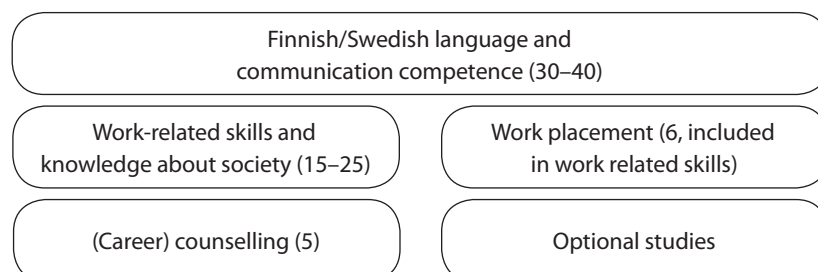 Finnish/Swedish language and
communication competence (30–40)
Work-related skills and
knowledge about society (15–25)
Work placement (6, included
in work related skills)
(Career) counselling (5)
Optional studies